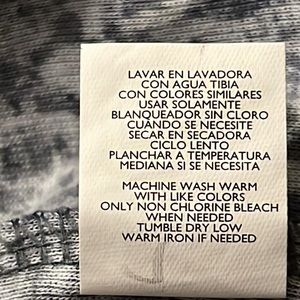 LAVAR EN LAVADORA
CON AGUA TIBIA
CON COLORES SIMILARES
USAR SOLAMENTE
BLANQUEADOR SIN CLORO
CUANDO SE NECESITE
SECAR EN SECADORA
CICLO LENTO
PLANCHAR A TEMPERATURA
MEDIANA SI SE NECESITA
MACHINE WASH WARM
WITH LIKE COLORS
ONLY NON CHLORINE BLEACH
WHEN NEEDED
TUMBLE DRY LOW
WARM IRON IF NEEDED